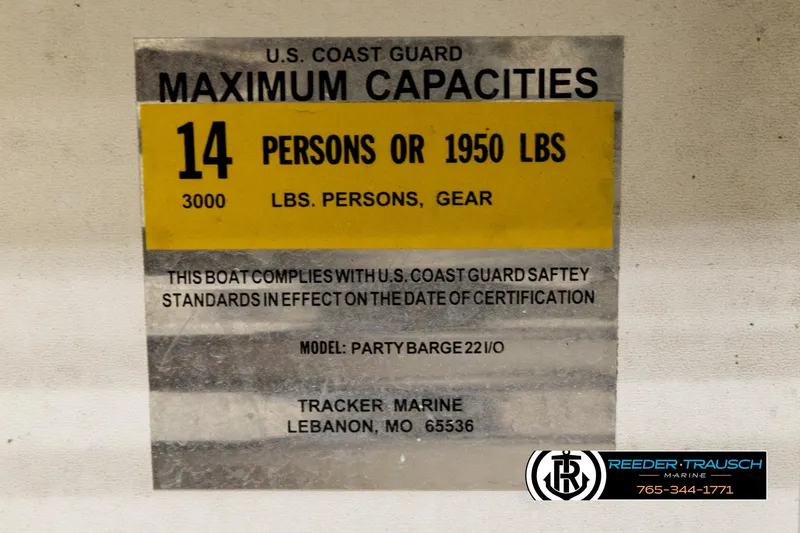 U.S. COAST GUARD
MAXIMUM CAPACITIES
14 PERSONS OR 1950 LBS
3000 LBS. PERSONS, GEAR
THIS BOAT COMPLIES WITH U.S. COAST GUARD SAFTEY
STANDARDS IN EFFECT ON THE DATE OF CERTIFICATION
MODEL: PARTY BARGE 22 I/O
TRACKER MARINE
LEBANON, MO 65536
TR
REEDER·TRAUSCH
MARINE
765-344-1771